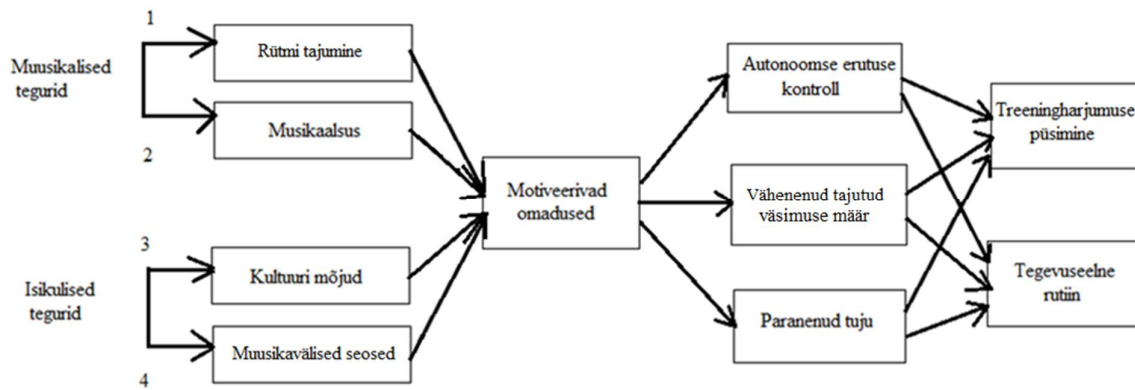 1
Muusikalised
tegurid
Rütmi tajumine
Musikaalsus
2
3
Isikulised
tegurid
Kultuuri mõjud
Muusikavälised seosed
4
Motiveerivad
omadused
Autonoomse erutuse
kontroll
Vähenenud tajutud
väsimuse määr
Paranenud tuju
Treeningharjumuse
püsimine
Tegevuseelne
rutiin